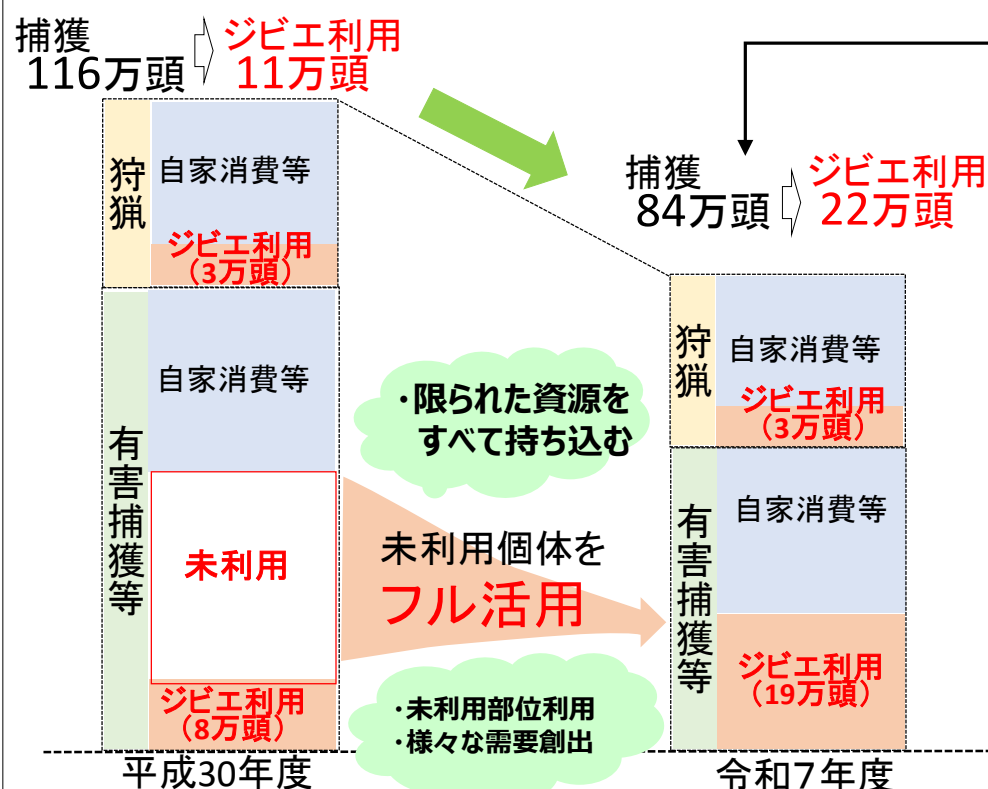 捕獲
116万頭
ジビエ利用
11万頭
狩猟
自家消費等
ジビエ利用
（3万頭）
有害捕獲等
自家消費等
未利用
ジビエ利用
（8万頭）
平成30年度
・限られた資源を
すべて持ち込む
未利用個体を
フル活用
・未利用部位利用
・様々な需要創出
捕獲
84万頭
ジビエ利用
22万頭
狩猟
自家消費等
ジビエ利用
（3万頭）
有害捕獲等
自家消費等
ジビエ利用
（19万頭）
令和７年度